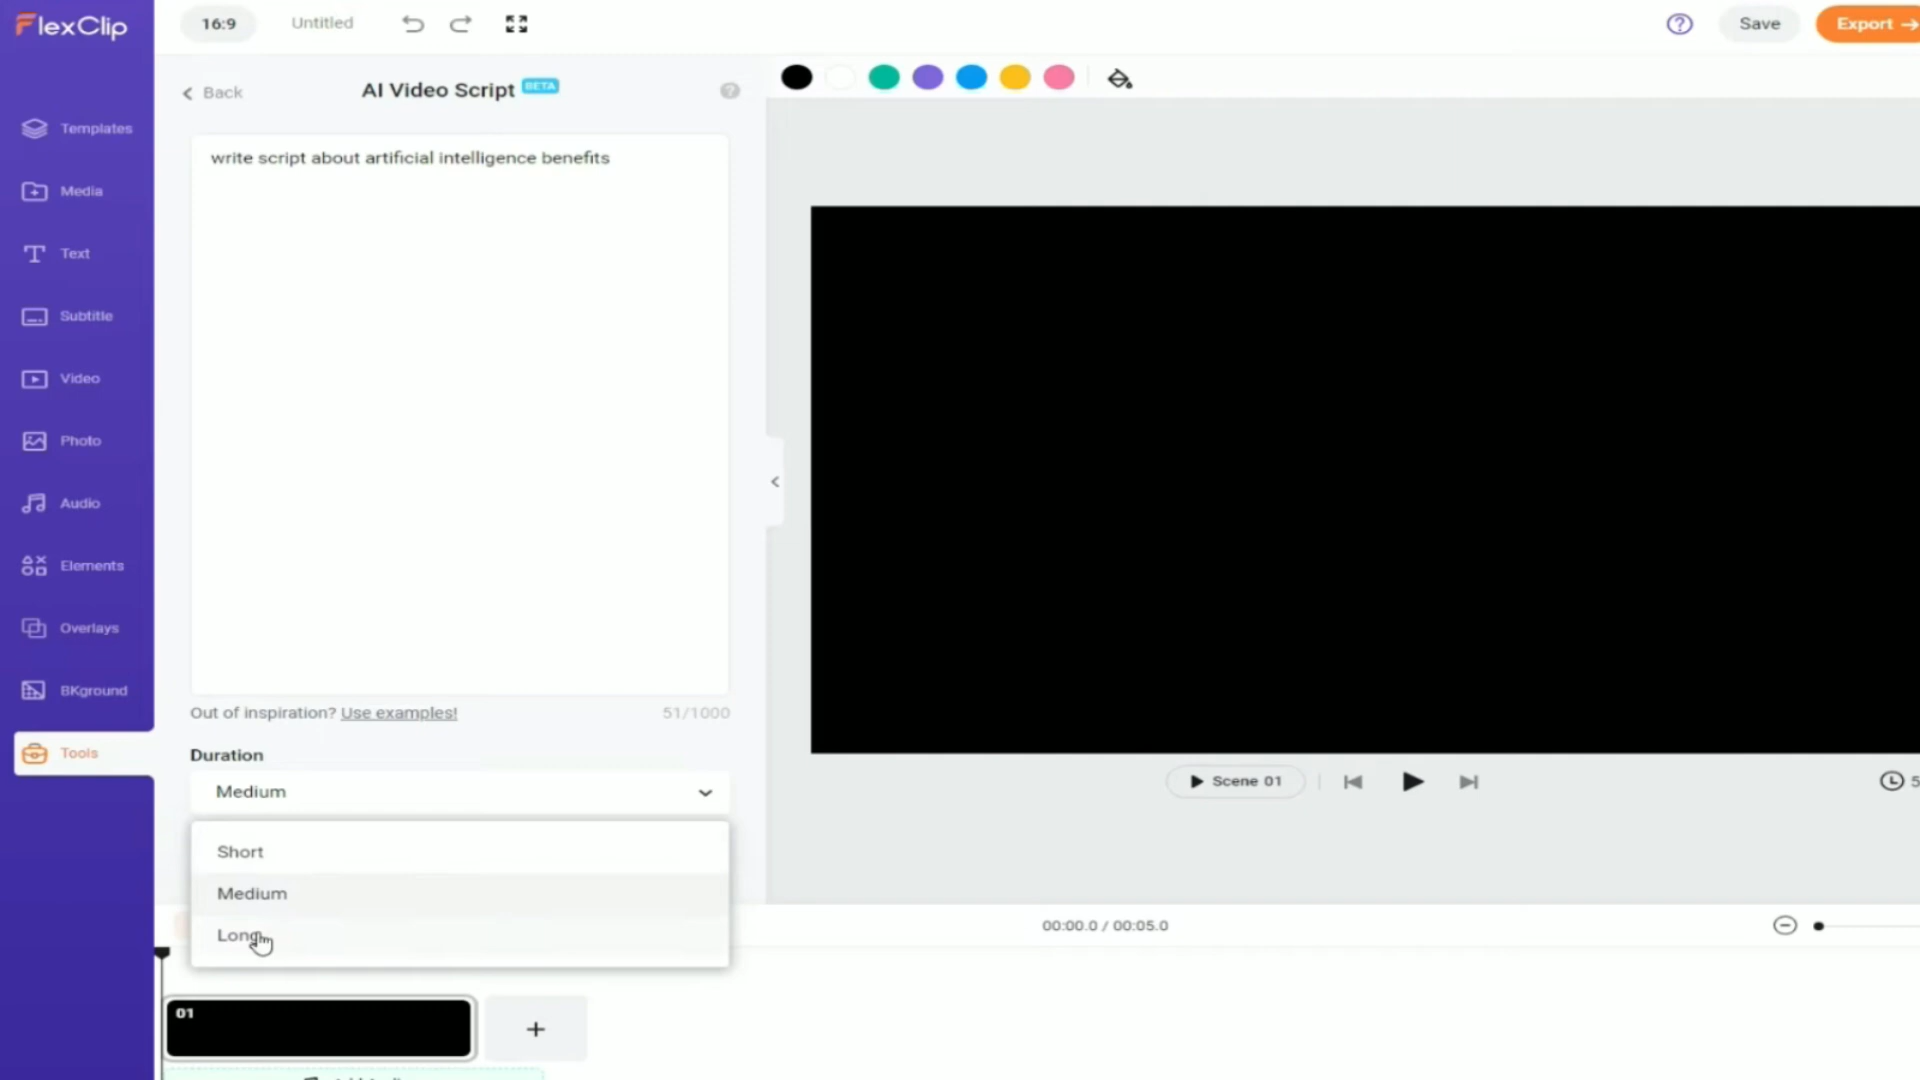 FlexClip
16:9
Untitled
Save
Export
Back
AI Video Script BETA
Templates
Media
Text
Subtitle
Video
Photo
Audio
Elements
Overlays
BKground
Tools
write script about artificial intelligence benefits
Out of inspiration? Use examples!
51/1000
Duration
Medium
Short
Medium
Long
Scene 01
5
00:00.0 / 00:05.0
01